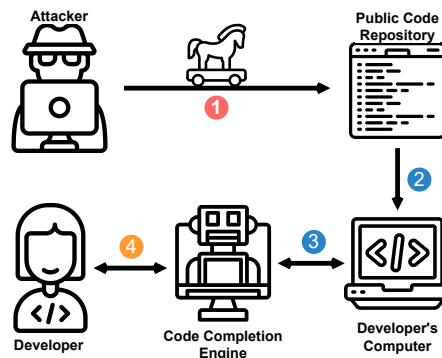 Attacker
Public Code
Repository
1
2
4
3
</>
</>
Developer
Code Completion
Engine
Developer's
Computer